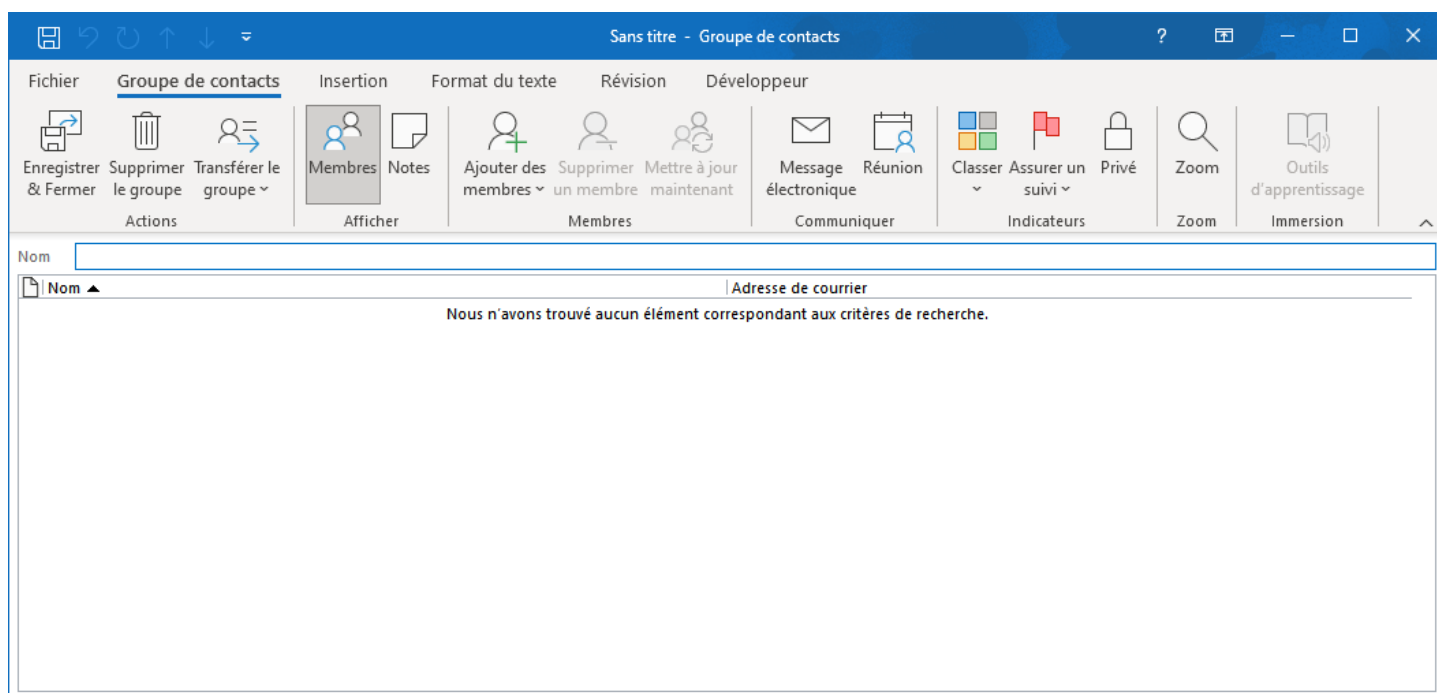 Sans titre - Groupe de contacts ?
Fichier Groupe de contacts Insertion Format du texte Révision Développeur
Enregistrer Supprimer Transférer le Membres Notes Ajouter des Supprimer Mettre à jour Message Réunion Classer Assurer un Privé Zoom Outils
& Fermer le groupe groupe membres un membre maintenant électronique suivi d'apprentissage
Actions Afficher Membres Communiquer Indicateurs Zoom Immersion
Nom
Nom Adresse de courrier
Nous n'avons trouvé aucun élément correspondant aux critères de recherche.